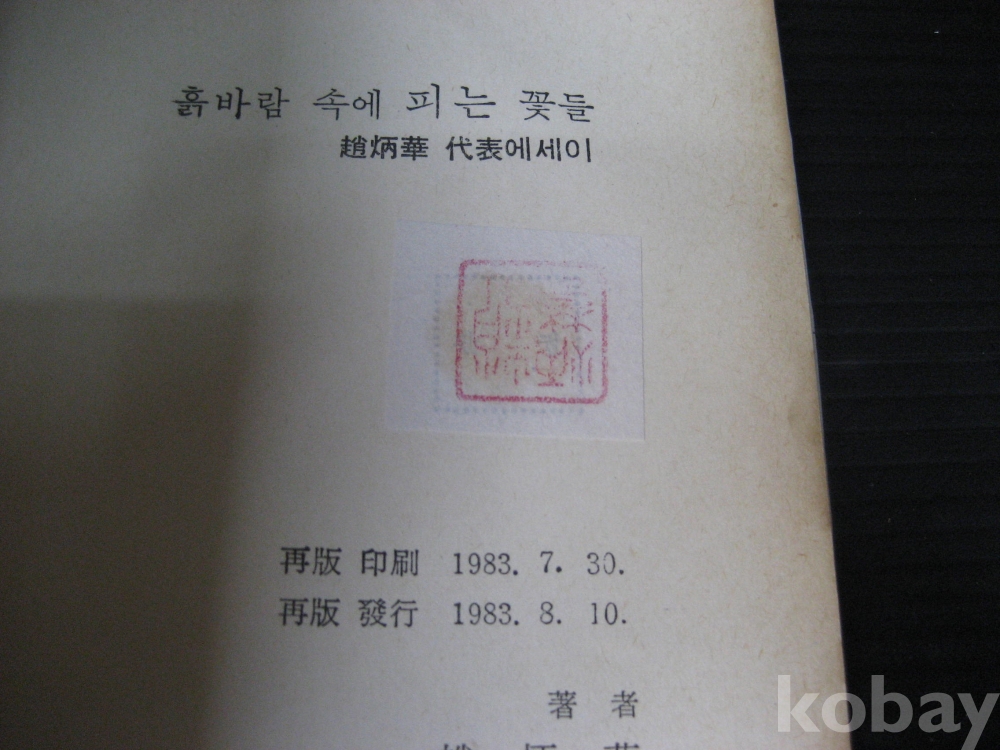 흙바람 속에 피는 꽃들
趙炳華 代表에세이
再版 印刷 1983. 7. 30.
再版 發行 1983. 8. 10.
著 者
kobay